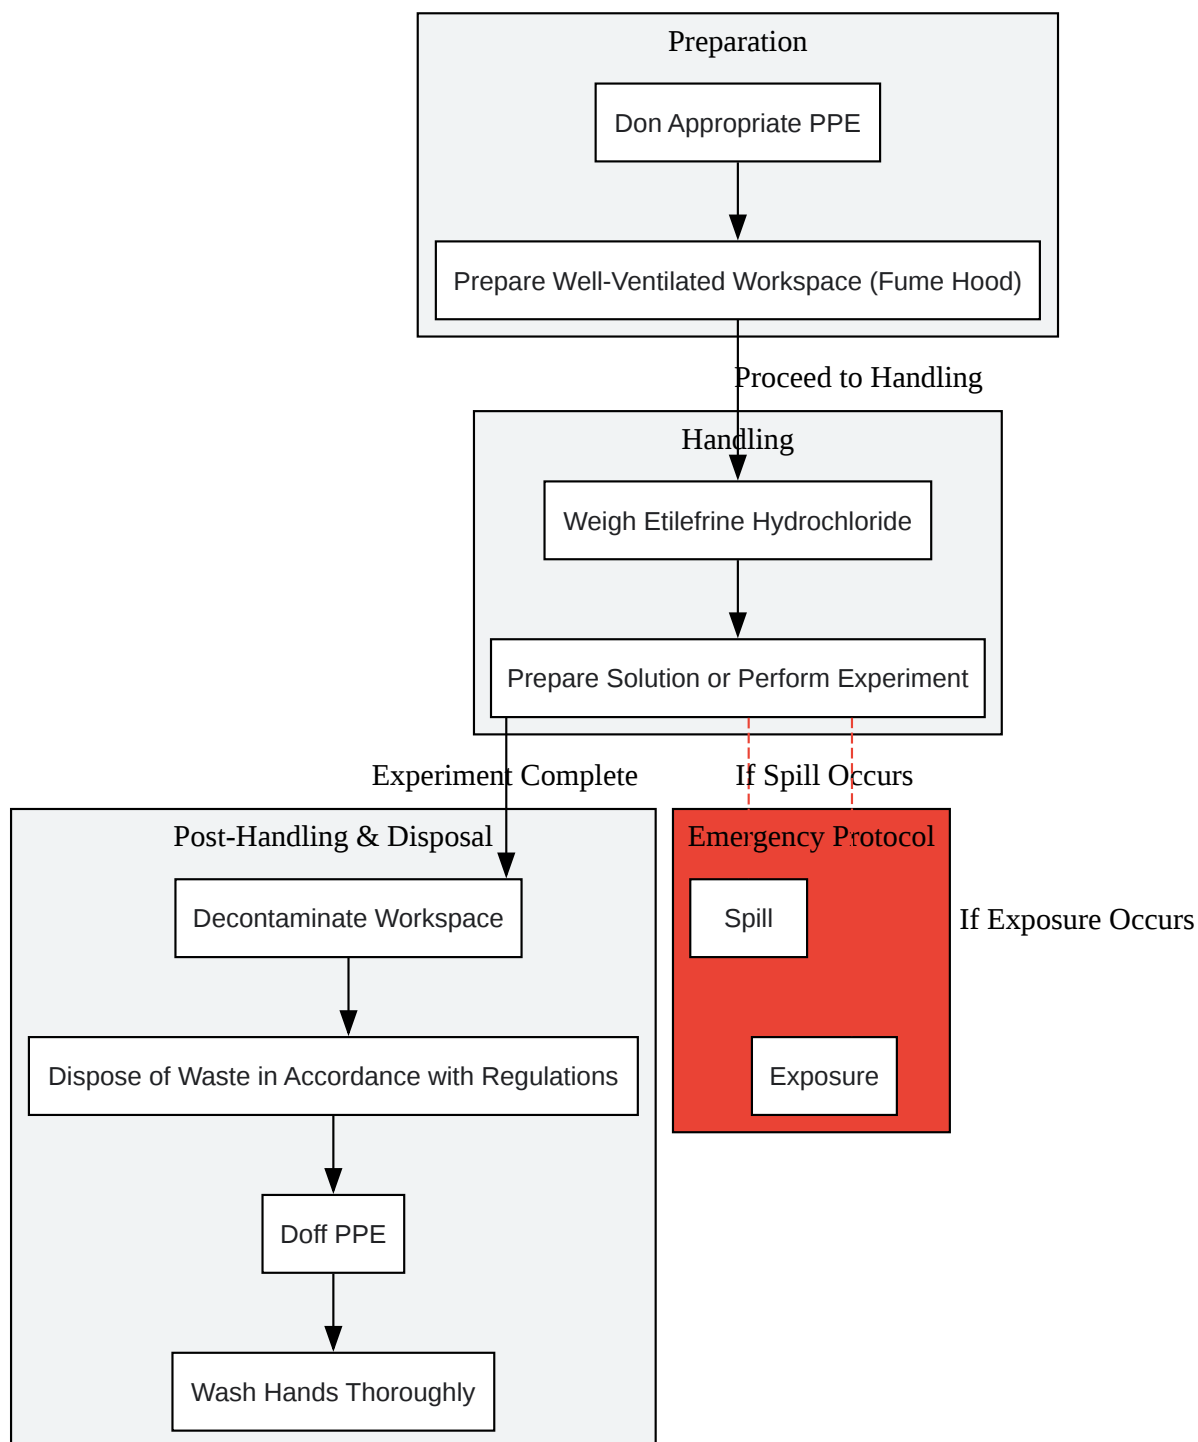 Preparation
Don Appropriate PPE
Prepare Well-Ventilated Workspace (Fume Hood)
Proceed to Handling
Handling
Weigh Etilefrine Hydrochloride
Prepare Solution or Perform Experiment
Experiment Complete
If Spill Occurs
Post-Handling & Disposal
Emergency Protocol
Decontaminate Workspace
Spill
If Exposure Occurs
Dispose of Waste in Accordance with Regulations
Exposure
Doff PPE
Wash Hands Thoroughly